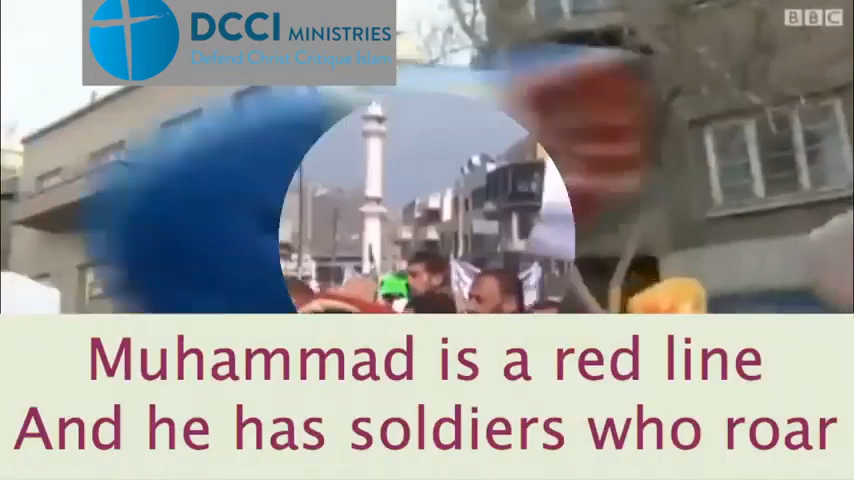 DCCI MINISTRIES
Defend Christ Critique Islam
BBC
Muhammad is a red line
And he has soldiers who roar